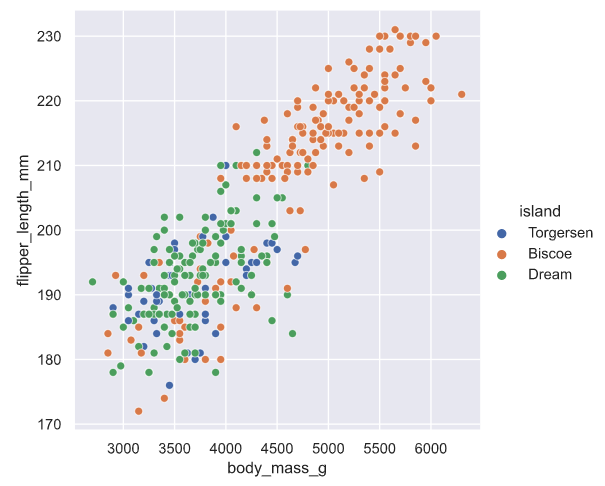 230
220
210
200
190
180
170
flipper_length_mm
3000 3500 4000 4500 5000 5500 6000
body_mass_g
island
Torgersen
Biscoe
Dream